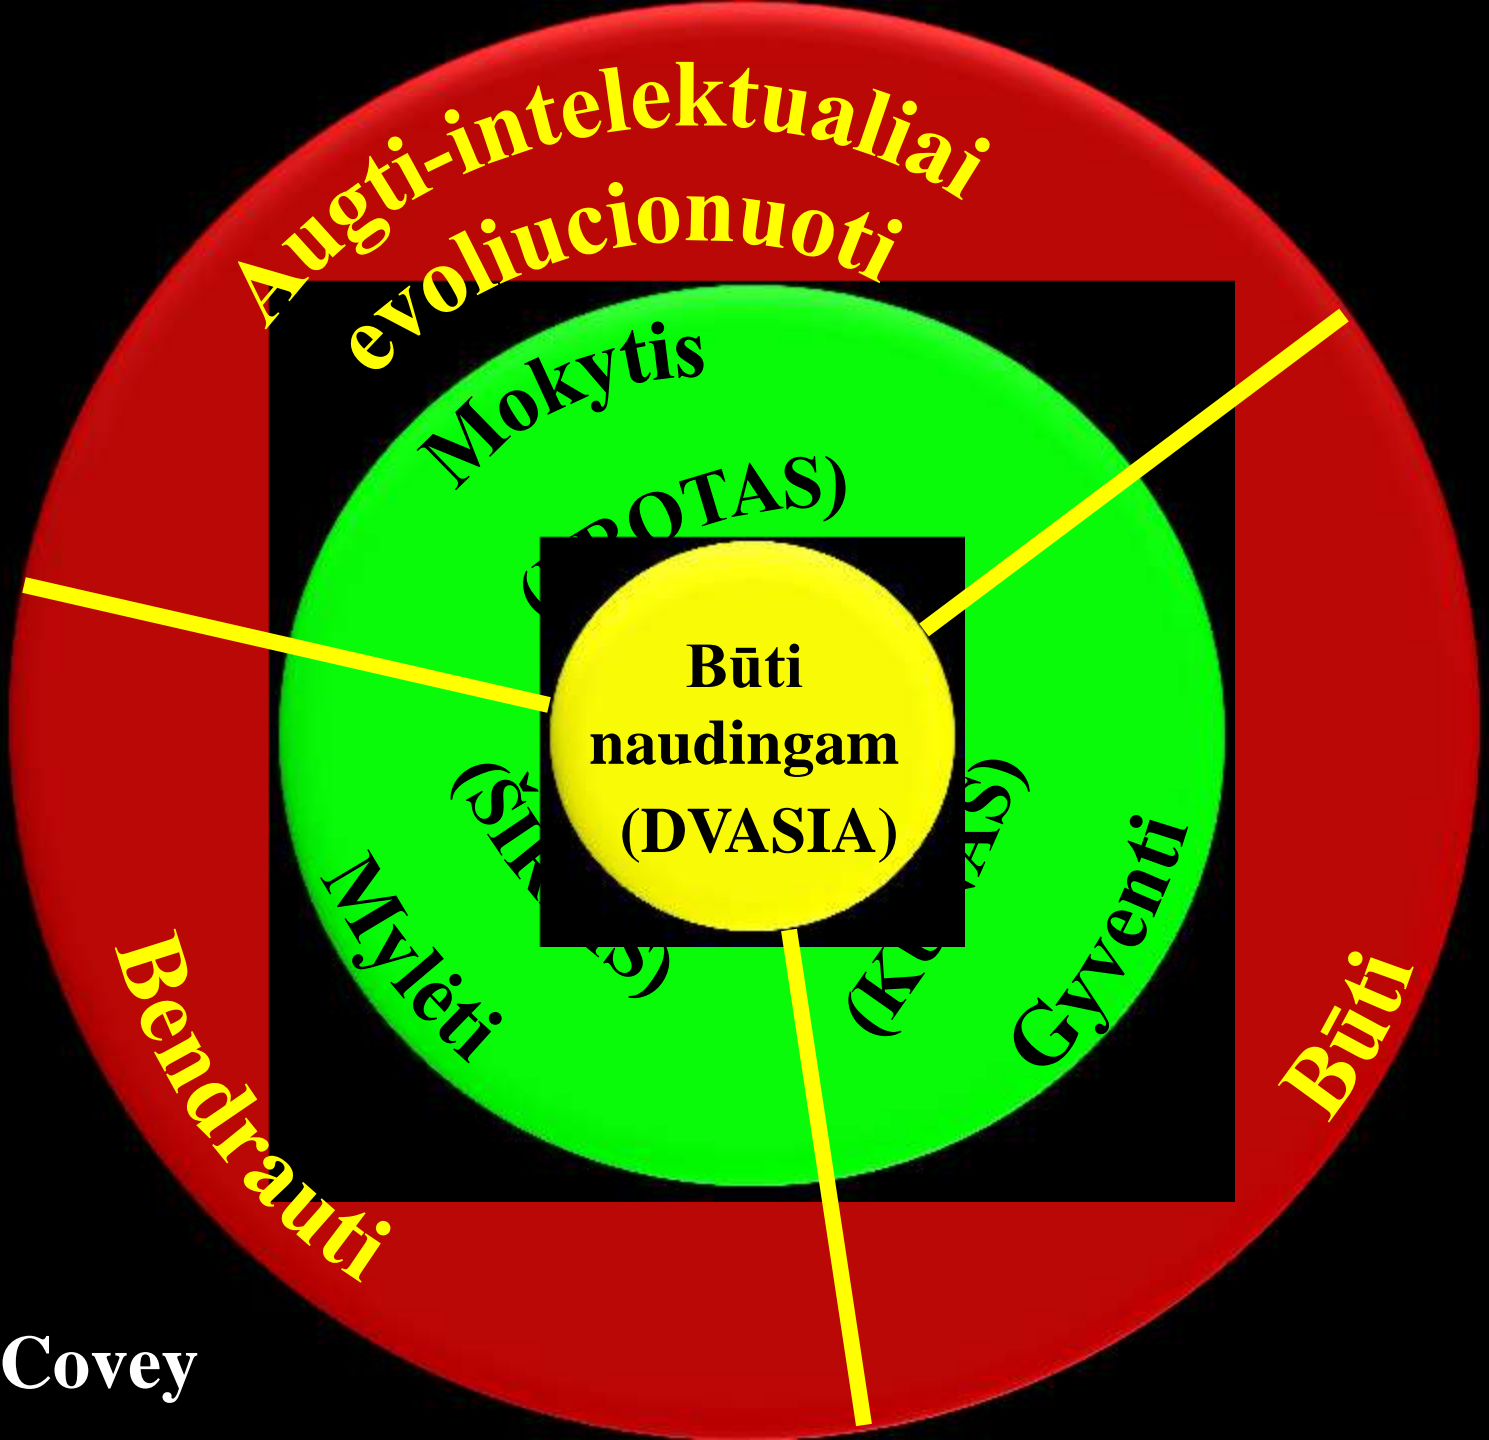 Augti-intelektualiai
evoliucionuoti
Mokytis
Būti
naudingam
(DVASIA)
Mylėti
Gyventi
Bendrauti
Būti
Covey